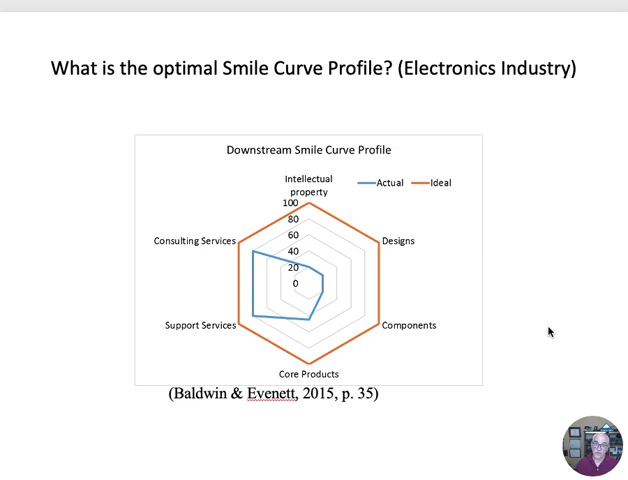 What is the optimal Smile Curve Profile? (Electronics Industry)
Downstream Smile Curve Profile
Intellectual
property
Actual
Ideal
100
80
60
40
20
0
Consulting Services
Designs
Support Services
Components
Core Products
(Baldwin & Evenett, 2015, p. 35)